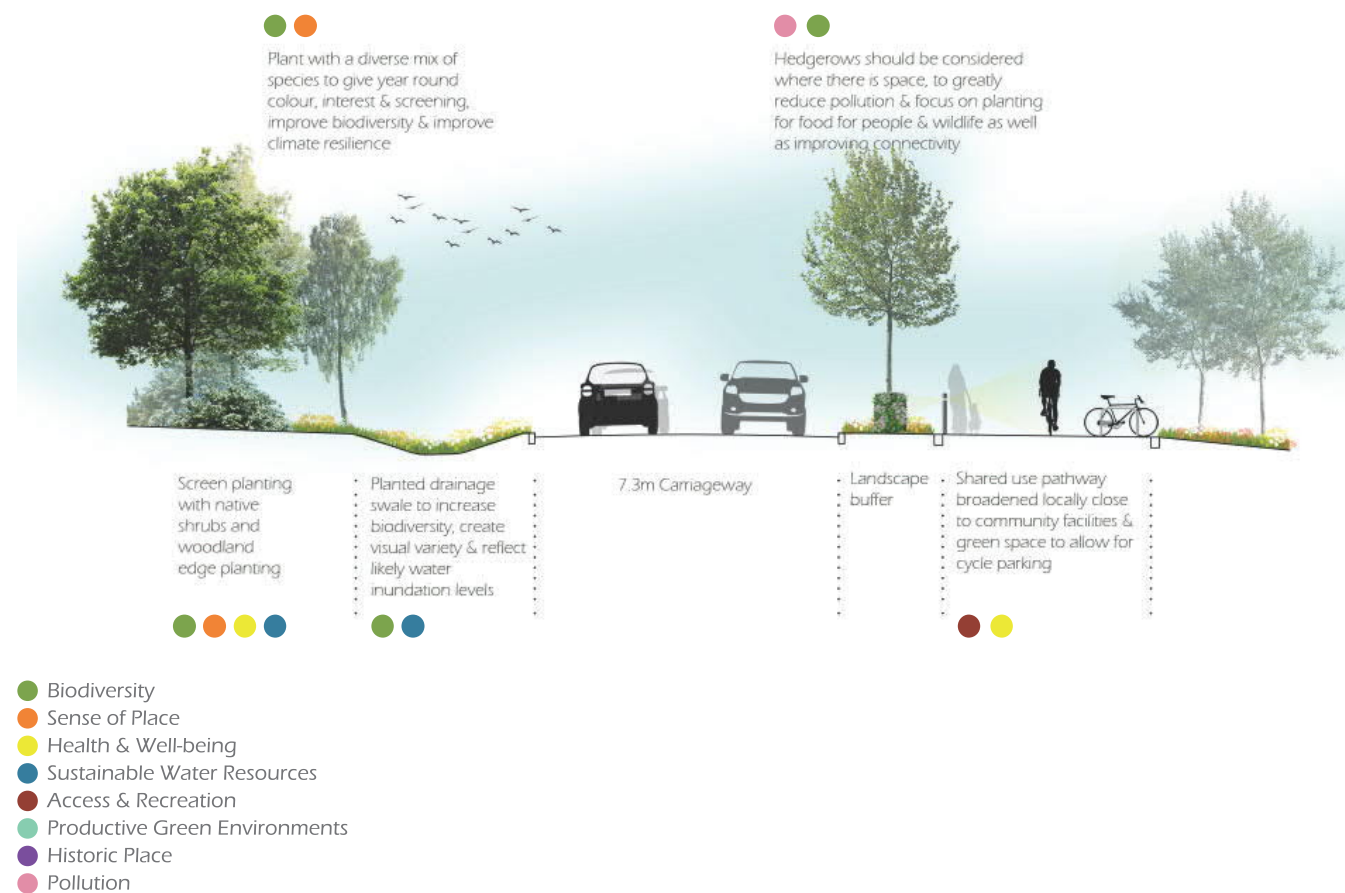 Plant with a diverse mix of
species to give year round
colour, interest & screening,
improve biodiversity & improve
climate resilience
Hedgerows should be considered
where there is space, to greatly
reduce pollution & focus on planting
for food for people & wildlife as well
as improving connectivity
Screen planting
with native
shrubs and
woodland
edge planting
Planted drainage
swale to increase
biodiversity, create
visual variety & reflect
likely water
inundation levels
7.3m Carriageway
Landscape
buffer
Shared use pathway
broadened locally close
to community facilities &
green space to allow for
cycle parking
Biodiversity
Sense of Place
Health & Well-being
Sustainable Water Resources
Access & Recreation
Productive Green Environments
Historic Place
Pollution